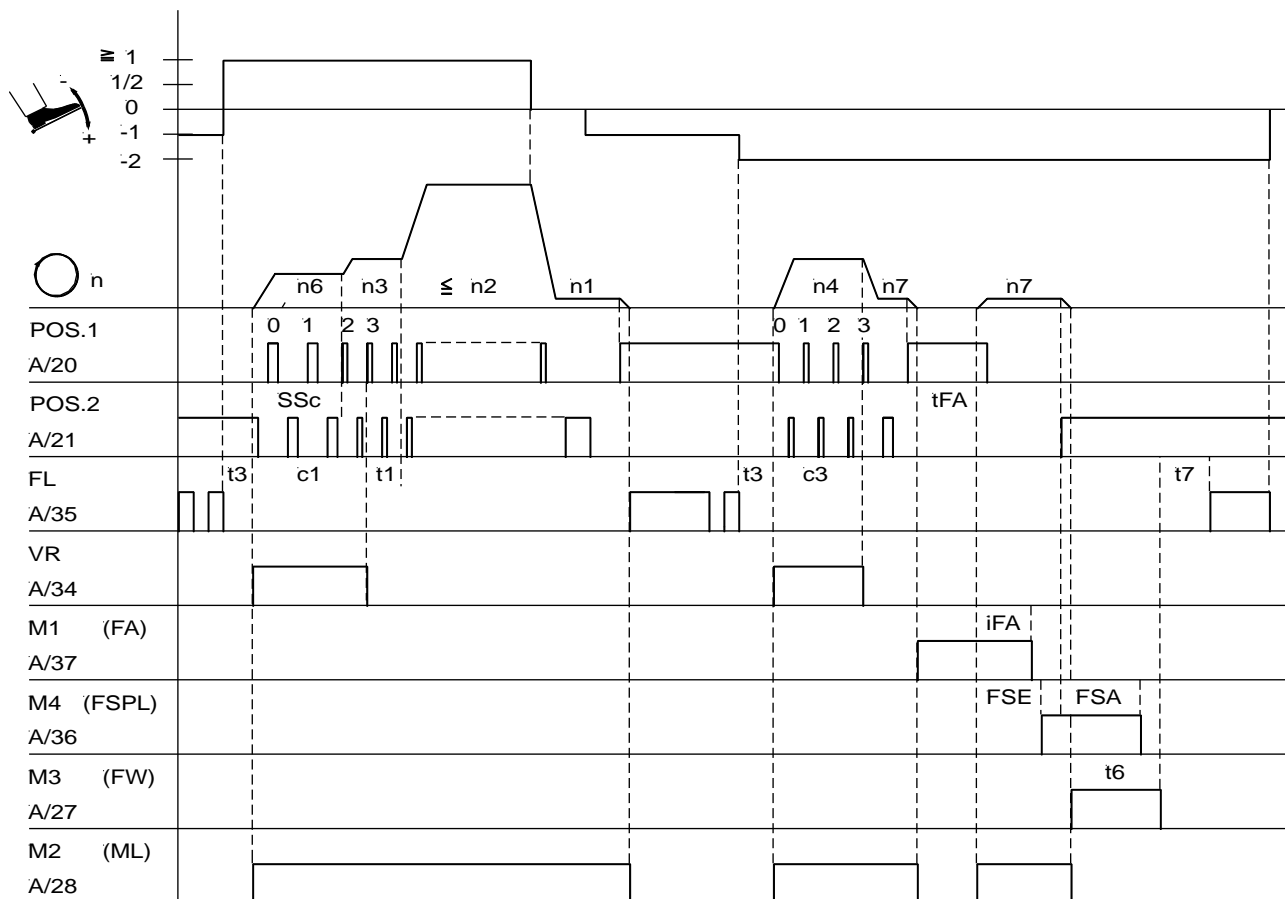 ≧ 1
- 1/2
0
-1
+
-2
n
n6 n3 ≦ n2 n1 n4 n7 n7
POS.1 0 1 2 3 0 1 2 3
A/20
POS.2 SSc tFA
A/21
FL t3 c1 t1 t3 c3 t7
A/35
VR
A/34
M1 (FA) iFA
A/37
M4 (FSPL) FSE FSA
A/36
M3 (FW) t6
A/27
M2 (ML)
A/28